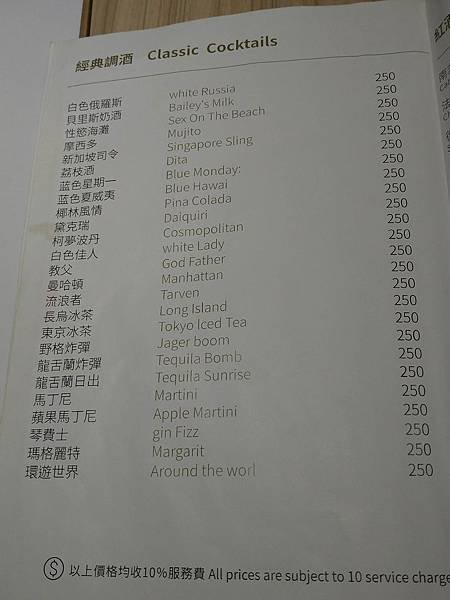 經典調酒 Classic Cocktails
白色俄羅斯 white Russia 250
貝里斯奶酒 Bailey's Milk 250
性慾海灘 Sex On The Beach 250
摩西多 Mujito 250
新加坡司令 Singapore Sling 250
荔枝酒 Dita 250
蓝色星期一 Blue Monday: 250
蓝色夏威夷 Blue Hawai 250
椰林風情 Pina Colada 250
黛克瑞 Daiquiri 250
柯夢波丹 Cosmopolitan 250
白色佳人 white Lady 250
教父 God Father 250
曼哈頓 Manhattan 250
流浪者 Tarven 250
長烏冰茶 Long Island 250
東京冰茶 Tokyo Iced Tea 250
野格炸彈 Jager boom 250
龍舌蘭炸彈 Tequila Bomb 250
龍舌蘭日出 Tequila Sunrise 250
馬丁尼 Martini 250
蘋果馬丁尼 Apple Martini 250
琴費士 gin Fizz 250
瑪格麗特 Margarit 250
環遊世界 Around the worl 250
$ 以上價格均收10%服務費 All prices are subject to 10 service charge